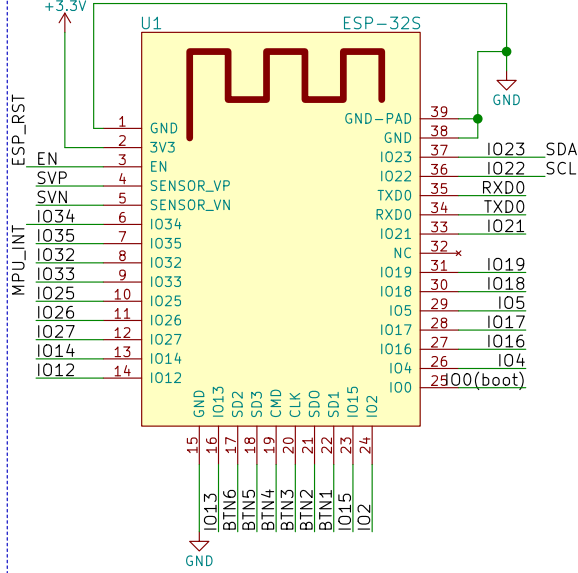 +3.3V
U1 ESP-32S
GND
ESP_RST
MPU_INT
1 GND
2 3V3
EN 3 EN
SVP 4 SENSOR_VP
SVN 5 SENSOR_VN
IO34 6 IO34
IO35 7 IO35
IO32 8 IO32
IO33 9 IO33
IO25 10 IO25
IO26 11 IO26
IO27 12 IO27
IO14 13 IO14
IO12 14 IO12
GND-PAD 39
GND 38
IO23 37 IO23 SDA
IO22 36 IO22 SCL
TXD0 35 RXD0
RXD0 34 TXD0
IO21 33 IO21
NC 32
IO19 31 IO19
IO18 30 IO18
IO5 29 IO5
IO17 28 IO17
IO16 27 IO16
IO4 26 IO4
IO0 25 IO0(boot)
GND 15
IO13 16 IO13
SD2 17 BTN6
SD3 18 BTN5
CMD 19 BTN4
CLK 20 BTN3
SD0 21 BTN2
SD1 22 BTN1
IO15 23 IO15
IO2 24 IO2
GND